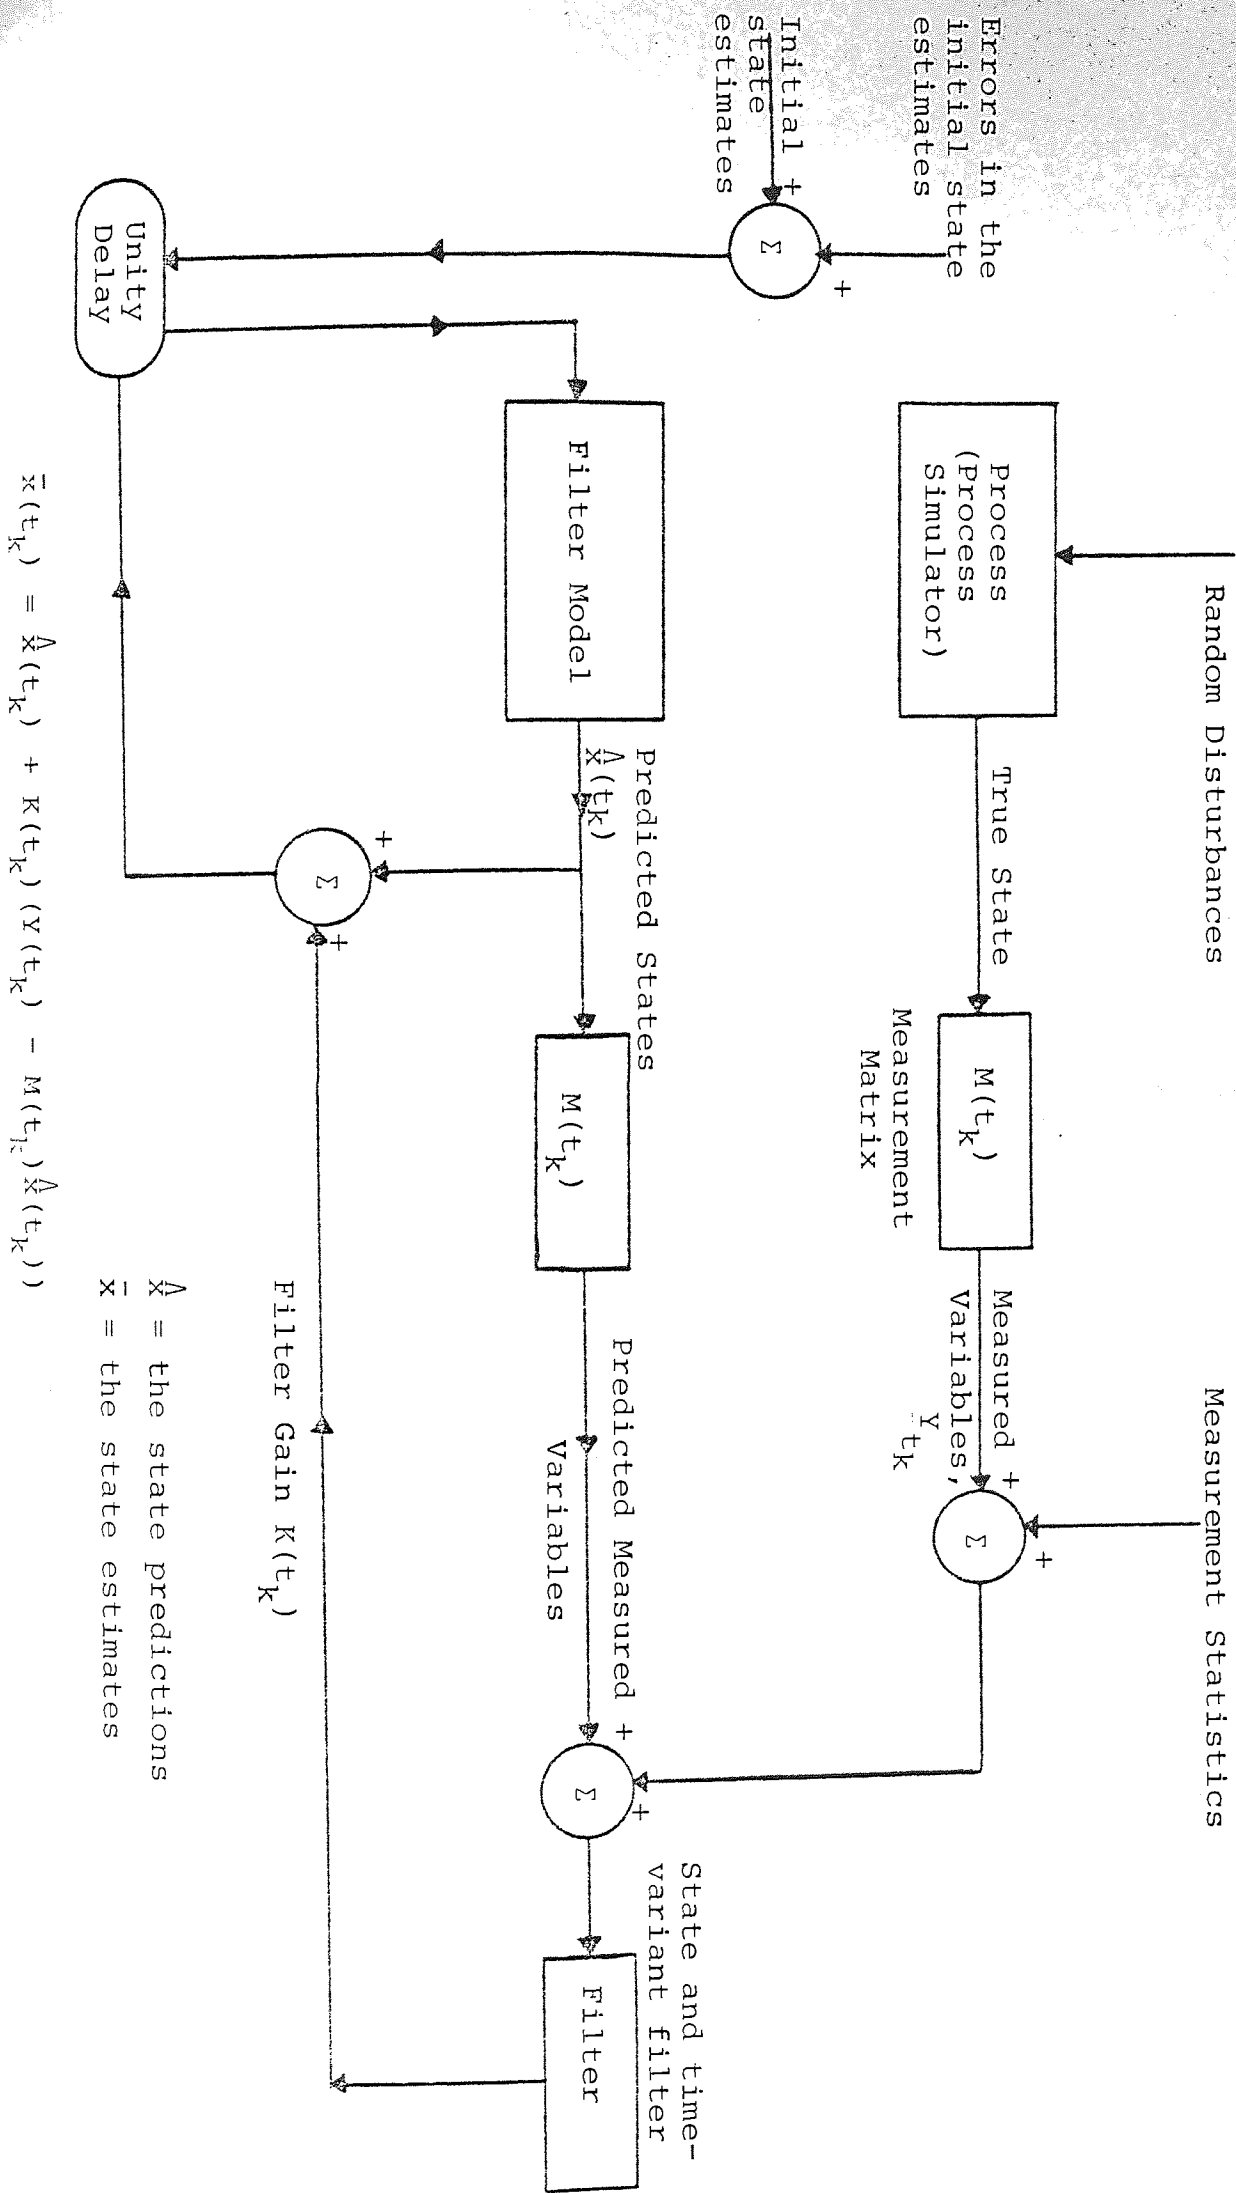 Random Disturbances
Measurement Statistics
Errors in the
initial state
estimates
Process
(Process
Simulator)
True State
M(t_k)
Measurement
Matrix
Measured +
Variables,
Y t_k
Σ
+
Initial +
state
estimates
Σ
+
Filter Model
Predicted States
x̂(t_k)
M(t_k)
Predicted Measured +
Variables
Σ
+
State and time-
variant filter
Filter
+
Σ
+
Filter Gain K(t_k)
Unity
Delay
x̂ = the state predictions
x̄ = the state estimates
x̄(t_k) = x̂(t_k) + K(t_k)(Y(t_k) - M(t_k)x̂(t_k))